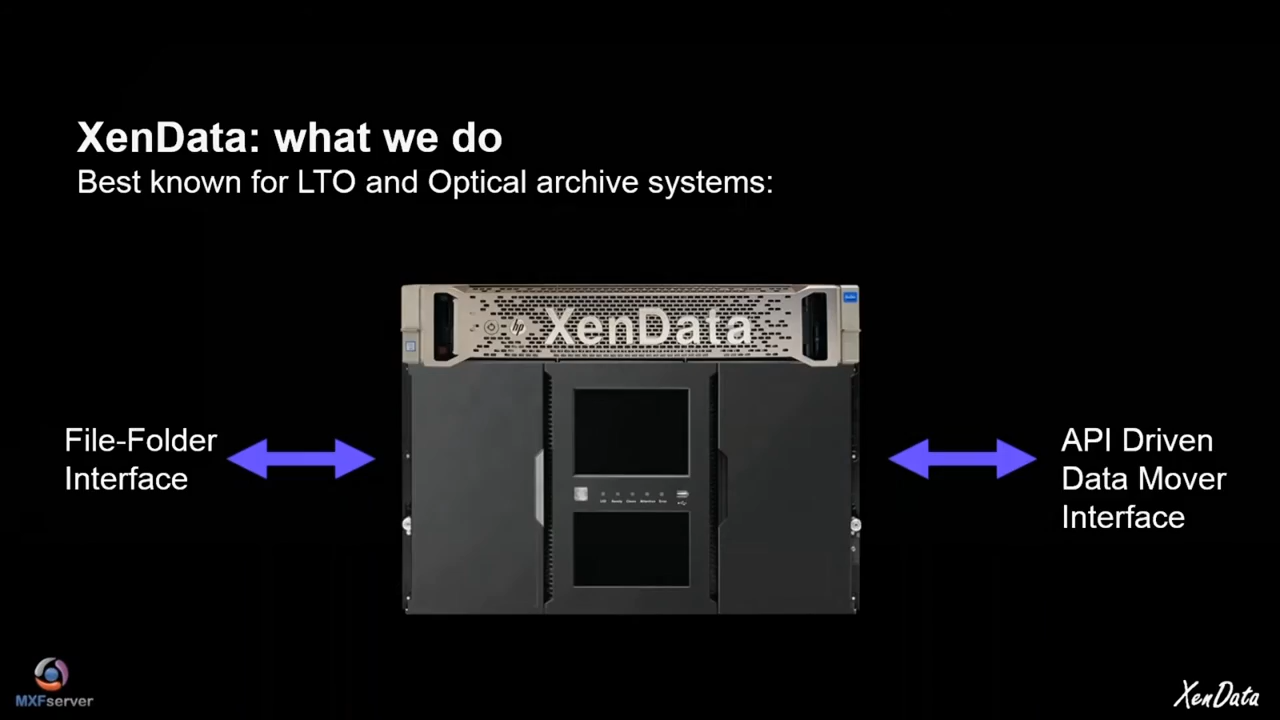 XenData: what we do
Best known for LTO and Optical archive systems:
hp XenData
File-Folder
Interface
API Driven
Data Mover
Interface
MXFserver
XenData